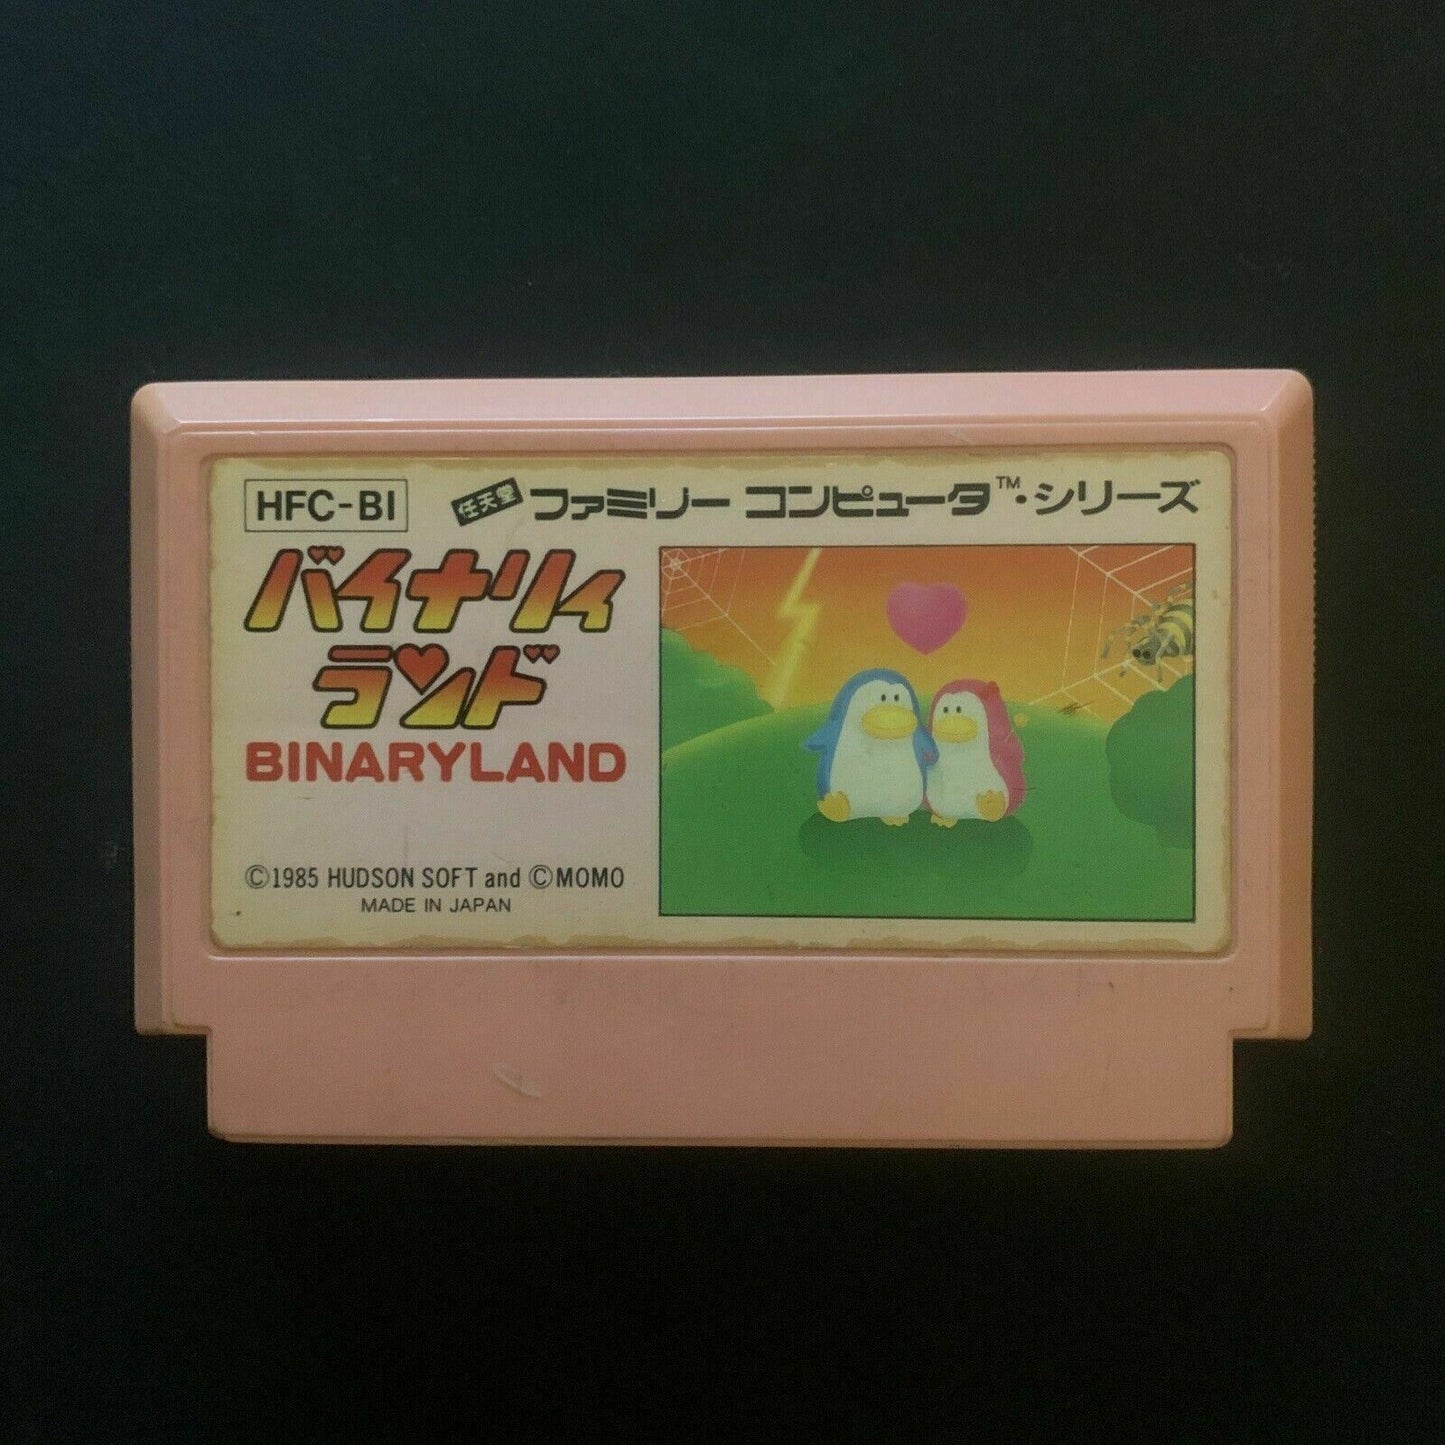 HFC-BI 任天堂 ファミリー コンピュータ™・シリーズ
バイナリィ
ランド
BINARYLAND
©1985 HUDSON SOFT and ©MOMO
MADE IN JAPAN